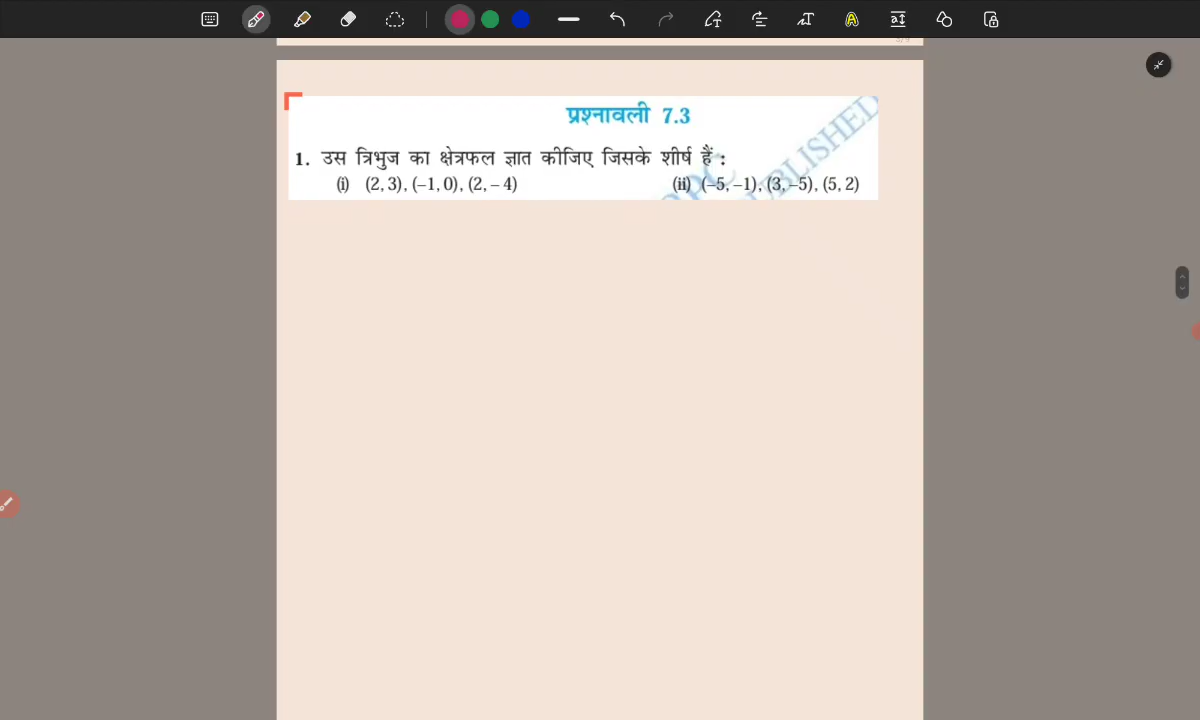 प्रश्नावली 7.3
1. उस त्रिभुज का क्षेत्रफल ज्ञात कीजिए जिसके शीर्ष हैं :
(i) (2, 3), (–1, 0), (2, – 4) (ii) (–5, –1), (3, –5), (5, 2)
UBLISHED